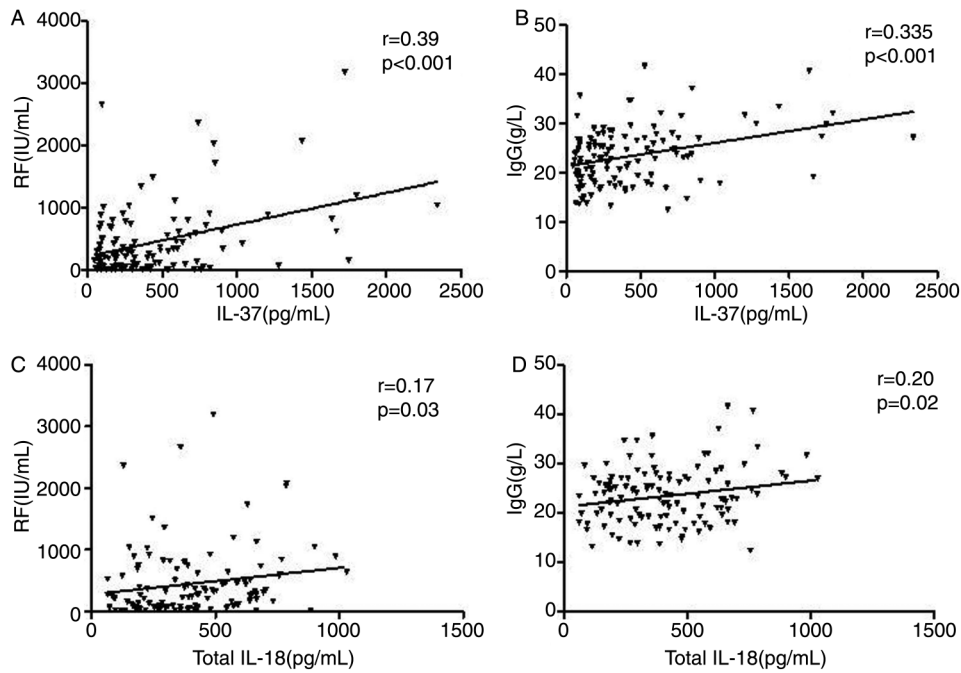 A
4000
3000
2000
1000
0
RF(IU/mL)
r=0.39
p<0.001
0 500 1000 1500 2000 2500
IL-37(pg/mL)
B
50
40
30
20
10
0
IgG(g/L)
r=0.335
p<0.001
0 500 1000 1500 2000 2500
IL-37(pg/mL)
C
4000
3000
2000
1000
0
RF(IU/mL)
r=0.17
p=0.03
0 500 1000 1500
Total IL-18(pg/mL)
D
50
40
30
20
10
0
IgG(g/L)
r=0.20
p=0.02
0 500 1000 1500
Total IL-18(pg/mL)